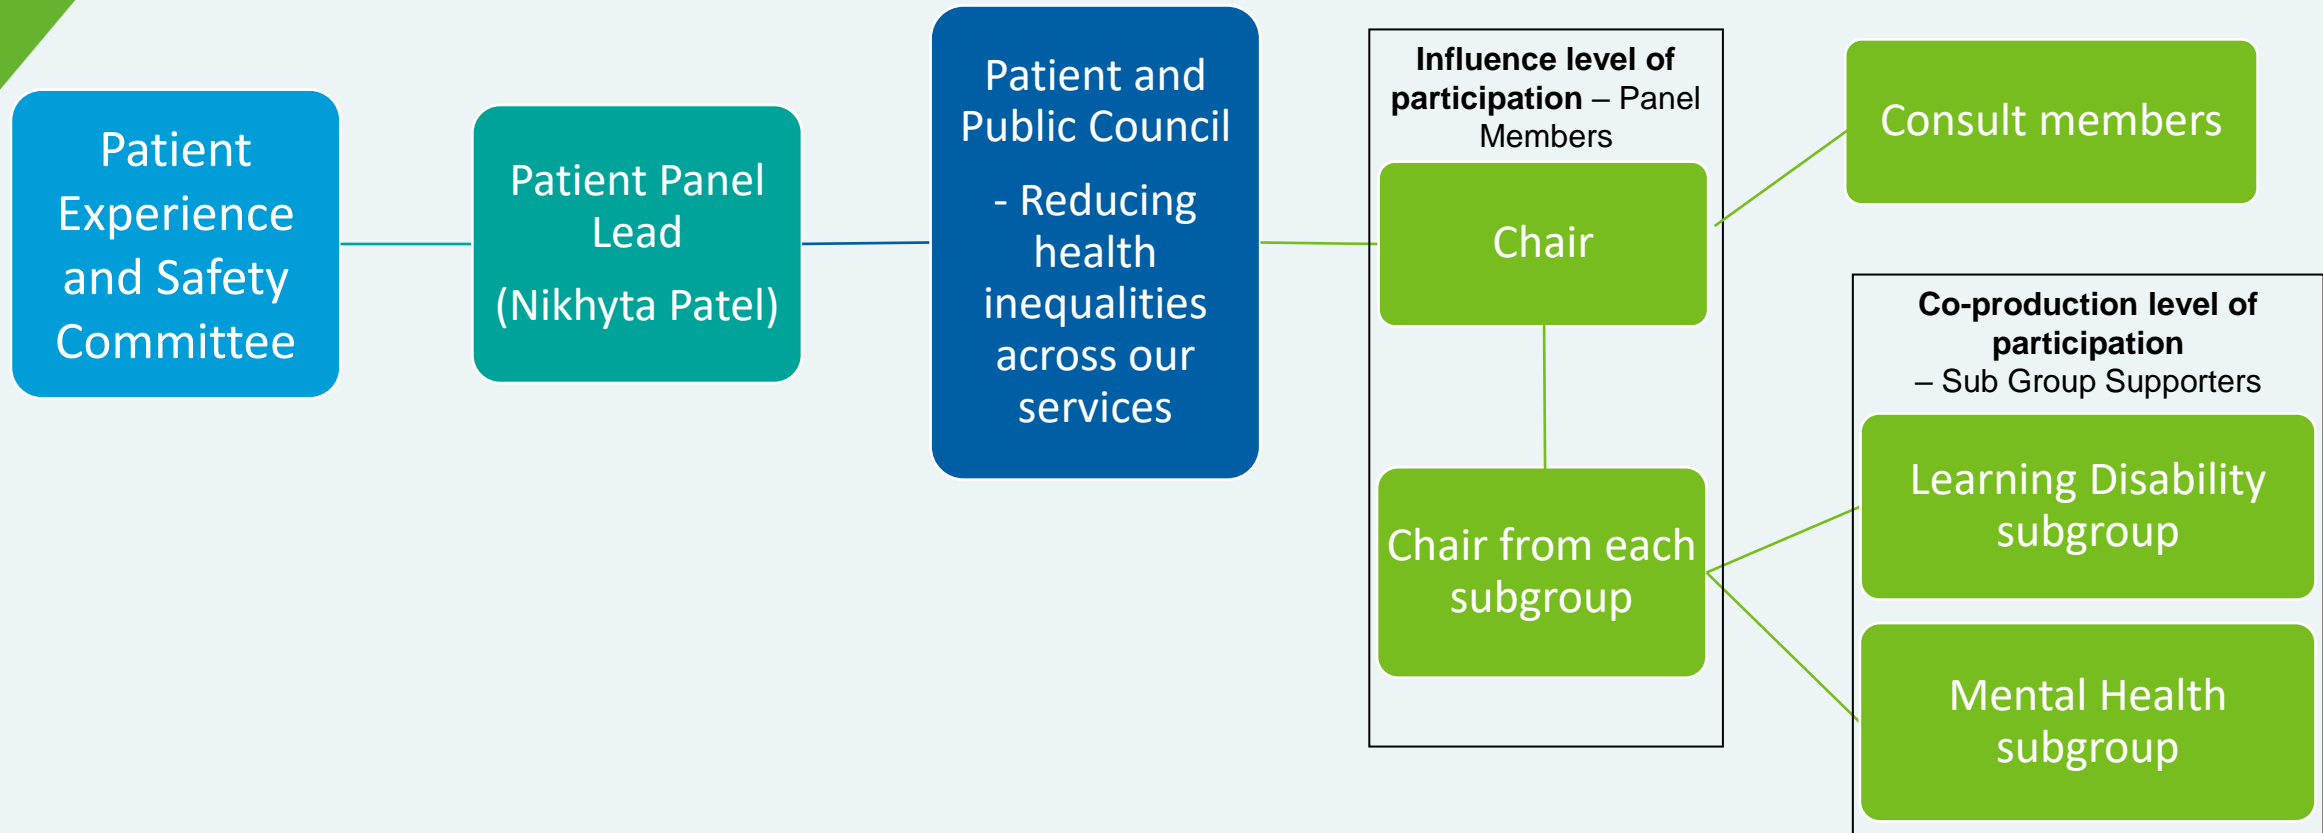 Patient
Experience
and Safety
Committee
Patient Panel
Lead
(Nikhyta Patel)
Patient and
Public Council
- Reducing
health
inequalities
across our
services
Influence level of
participation – Panel
Members
Chair
Chair from each
subgroup
Consult members
Co-production level of
participation
– Sub Group Supporters
Learning Disability
subgroup
Mental Health
subgroup